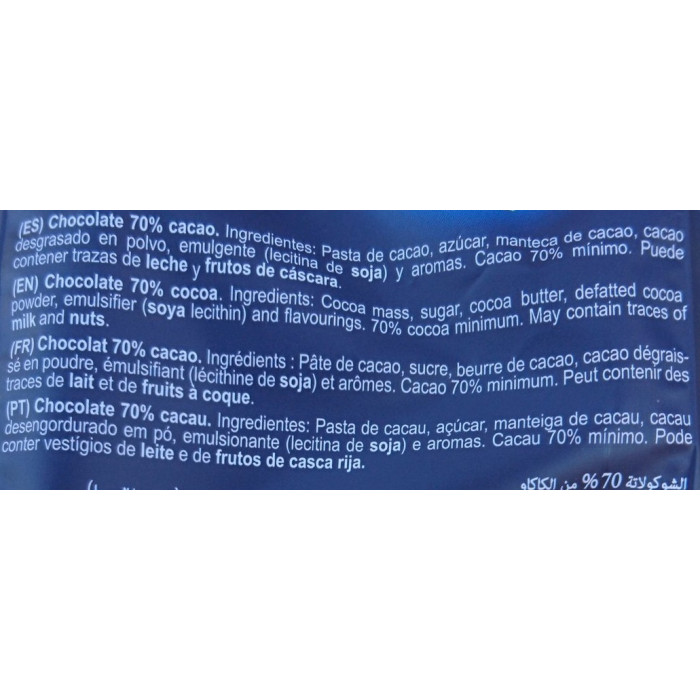 (ES) Chocolate 70% cacao. Ingredientes: Pasta de cacao, azúcar, manteca de cacao, cacao
desgrasado en polvo, emulgente (lecitina de soja) y aromas. Cacao 70% mínimo. Puede
contener trazas de leche y frutos de cáscara.
(EN) Chocolate 70% cocoa. Ingredients: Cocoa mass, sugar, cocoa butter, defatted cocoa
powder, emulsifier (soya lecithin) and flavourings. 70% cocoa minimum. May contain traces of
milk and nuts.
(FR) Chocolat 70% cacao. Ingrédients : Pâte de cacao, sucre, beurre de cacao, cacao dégrais-
sé en poudre, émulsifiant (lécithine de soja) et arômes. Cacao 70% minimum. Peut contenir des
traces de lait et de fruits à coque.
(PT) Chocolate 70% cacau. Ingredientes: Pasta de cacau, açúcar, manteiga de cacau, cacau
desengordurado em pó, emulsionante (lecitina de soja) e aromas. Cacau 70% mínimo. Pode
conter vestígios de leite e de frutos de casca rija.
الشوكولاتة 70 % من الكاكاو